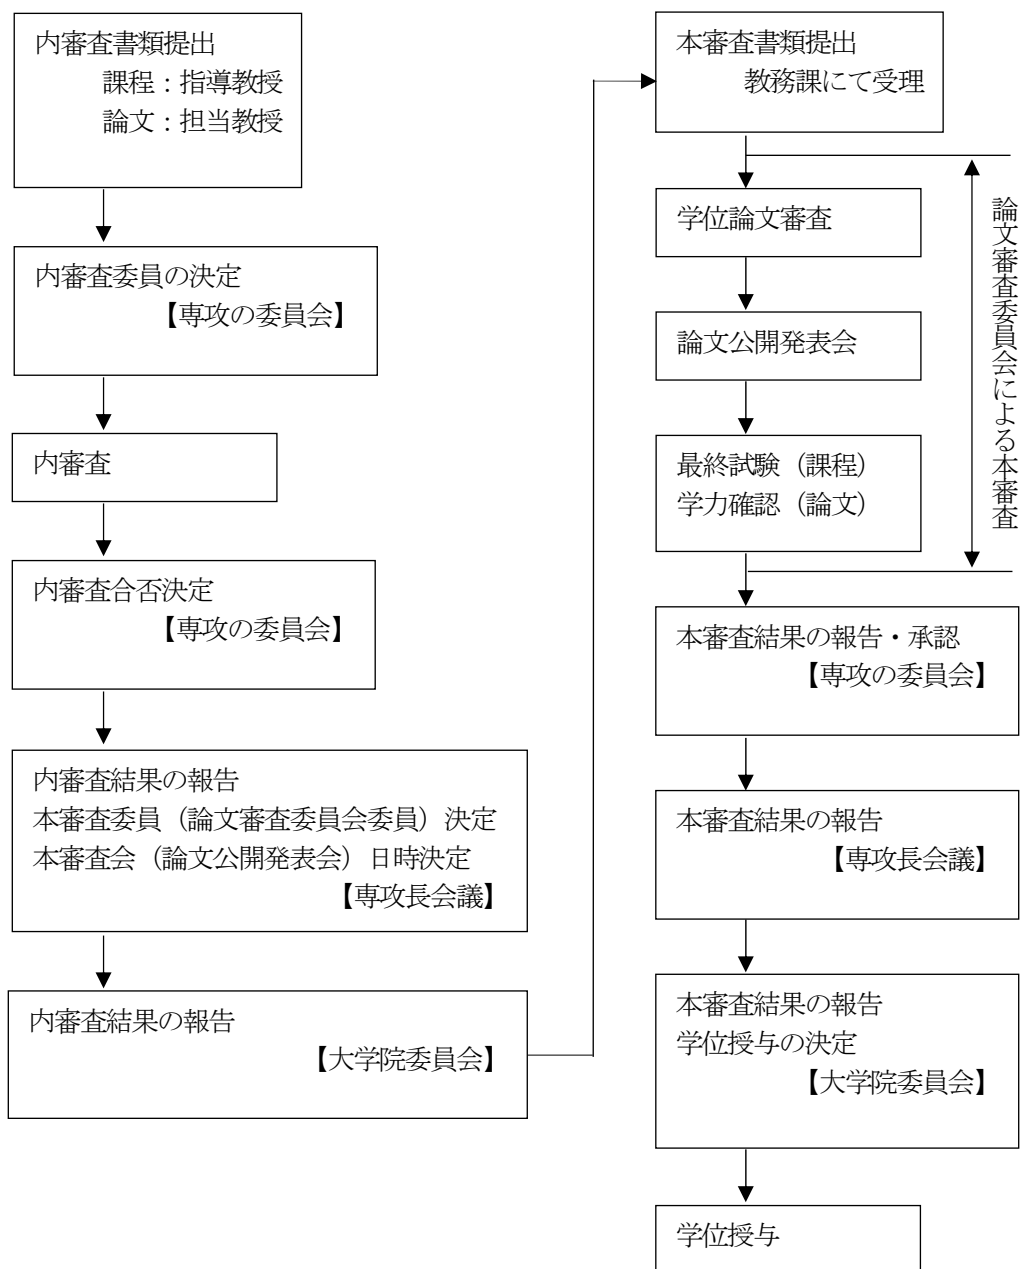 内審査書類提出
課程：指導教授
論文：担当教授
内審査委員の決定
【専攻の委員会】
内審査
内審査合否決定
【専攻の委員会】
内審査結果の報告
本審査委員（論文審査委員会委員）決定
本審査会（論文公開発表会）日時決定
【専攻長会議】
内審査結果の報告
【大学院委員会】
本審査書類提出
教務課にて受理
学位論文審査
論文公開発表会
最終試験（課程）
学力確認（論文）
論文審査委員会による本審査
本審査結果の報告・承認
【専攻の委員会】
本審査結果の報告
【専攻長会議】
本審査結果の報告
学位授与の決定
【大学院委員会】
学位授与